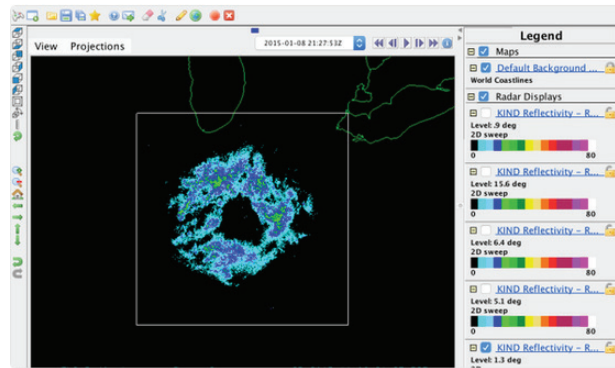 View Projections 2015-01-08 21:27:53Z
Legend
Maps
Default Background ...
World Coastlines
Radar Displays
KIND Reflectivity - R...
Level: .9 deg
2D sweep
0 80
KIND Reflectivity - R...
Level: 15.6 deg
2D sweep
0 80
KIND Reflectivity - R...
Level: 6.4 deg
2D sweep
0 80
KIND Reflectivity - R...
Level: 5.1 deg
2D sweep
0 80
KIND Reflectivity - R...
Level: 1.3 deg